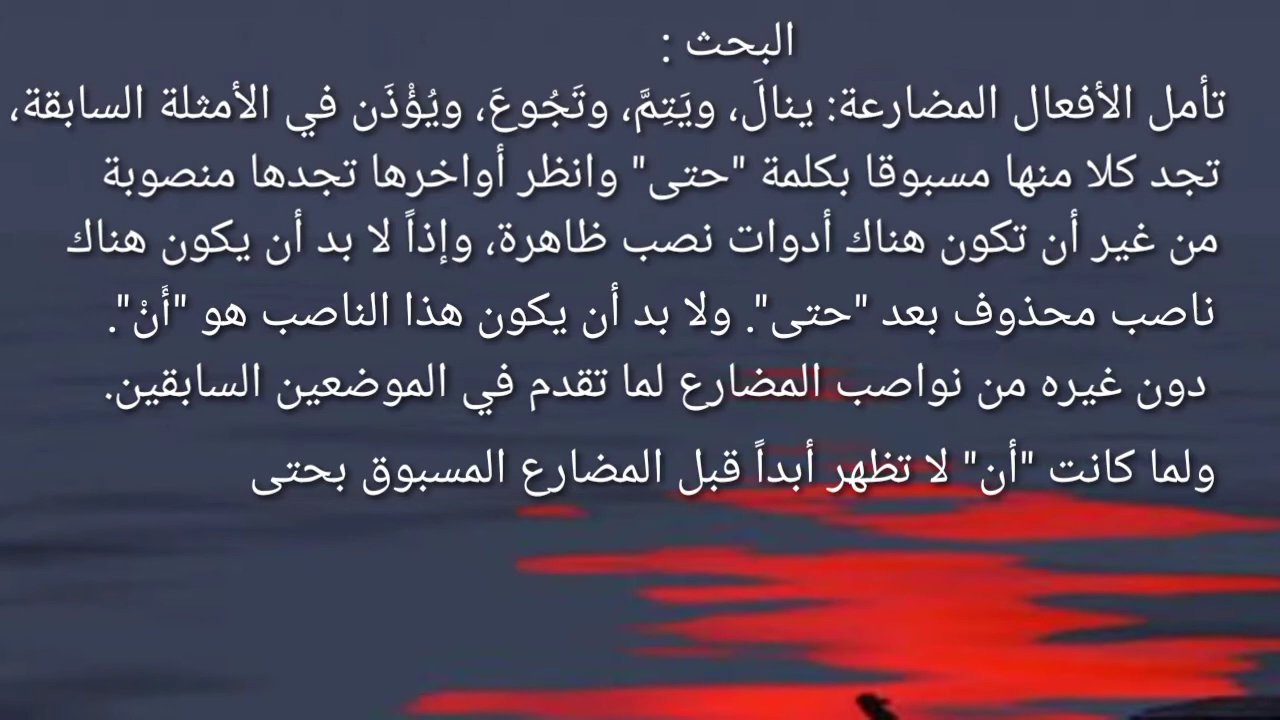 البحث :
تأمل الأفعال المضارعة: ينالَ، ويَتِمَّ، وتَجُوعَ، ويُؤْذَن في الأمثلة السابقة،
تجد كلا منها مسبوقا بكلمة "حتى" وانظر أواخرها تجدها منصوبة
من غير أن تكون هناك أدوات نصب ظاهرة، وإذاً لا بد أن يكون هناك
ناصب محذوف بعد "حتى". ولا بد أن يكون هذا الناصب هو "أَنْ".
دون غيره من نواصب المضارع لما تقدم في الموضعين السابقين.
ولما كانت "أن" لا تظهر أبداً قبل المضارع المسبوق بحتى